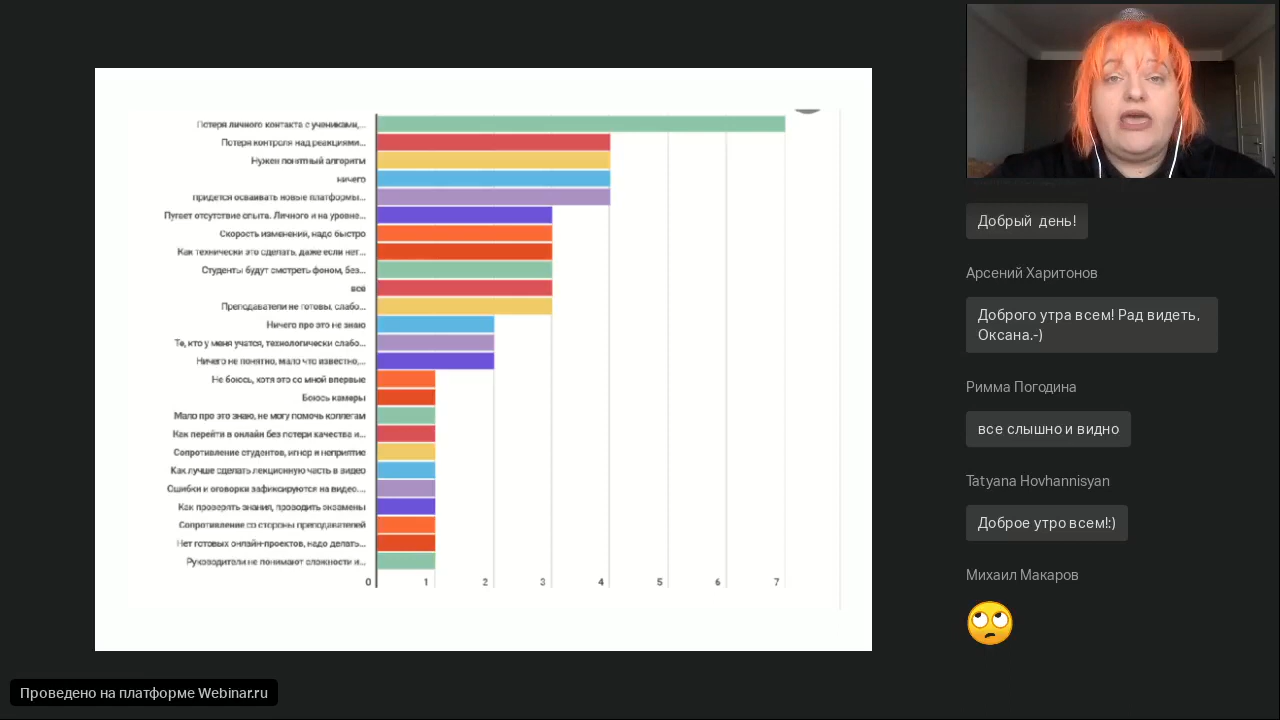 Потеря личного контакта с учениками,...
Потеря контроля над реакциями...
Нужен понятный алгоритм
ничего
придется осваивать новые платформы...
Пугает отсутствие опыта. Личного и на уровне...
Скорость изменений, надо быстро
Как технически это сделать, даже если нет...
Студенты будут смотреть фоном, без...
все
Преподаватели не готовы, слабо...
Ничего про это не знаю
Те, кто у меня учатся, технологически слабо...
Ничего не понятно, мало что известно,...
Не боюсь, хотя это со мной впервые
Боюсь камеры
Мало про это знаю, не могу помочь коллегам
Как перейти в онлайн без потери качества и...
Сопротивление студентов, игнор и неприятие
Как лучше сделать лекционную часть в видео
Ошибки и оговорки зафиксируются на видео....
Как проверять знания, проводить экзамены
Сопротивление со стороны преподавателей
Нет готовых онлайн-проектов, надо делать...
Руководители не понимают сложности и...
0 1 2 3 4 5 6 7
Добрый день!
Арсений Харитонов
Доброго утра всем! Рад видеть,
Оксана.-)
Римма Погодина
все слышно и видно
Tatyana Hovhannisyan
Доброе утро всем!:)
Михаил Макаров
Проведено на платформе Webinar.ru